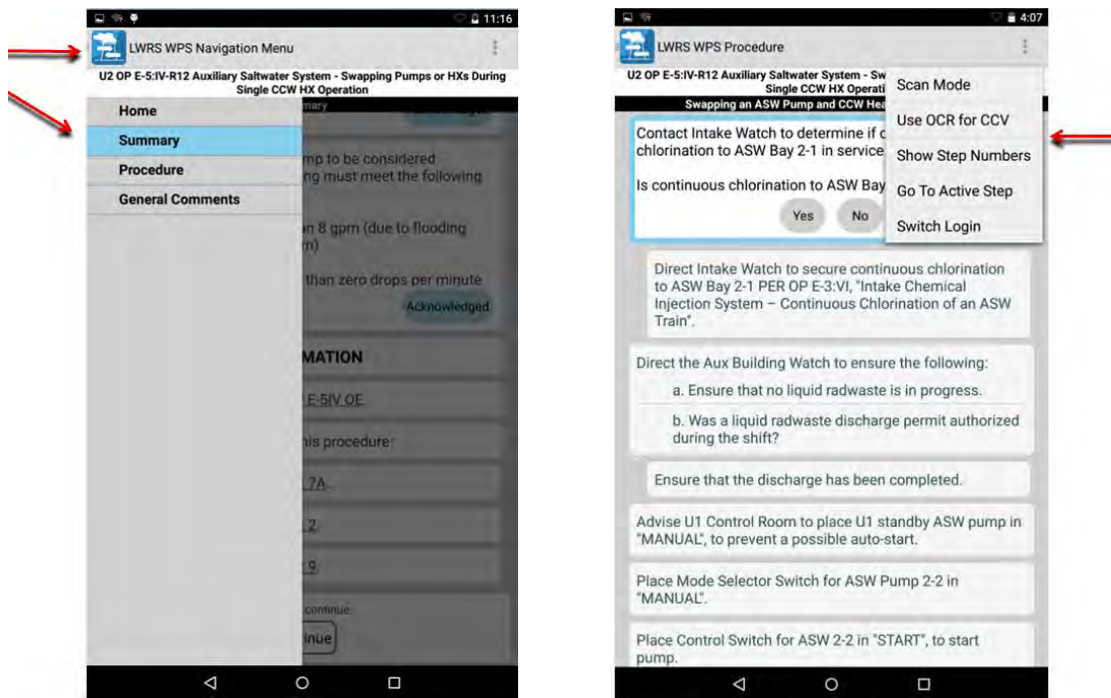 11:16
LWRS WPS Navigation Menu
U2 OP E-5:IV-R12 Auxiliary Saltwater System - Swapping Pumps or HXs During
Single CCW HX Operation
Home
Summary
Procedure
General Comments
mp to be considered
ng must meet the following
n 8 gpm (due to flooding
than zero drops per minute
Acknowledged
MATION
E-5IV OE
his procedure:
7A
2
9
continue
inue
4:07
LWRS WPS Procedure
U2 OP E-5:IV-R12 Auxiliary Saltwater System - Sw
Single CCW HX Operati
Swapping an ASW Pump and CCW Hea
Scan Mode
Use OCR for CCV
Show Step Numbers
Go To Active Step
Switch Login
Contact Intake Watch to determine if c
chlorination to ASW Bay 2-1 in service
Is continuous chlorination to ASW Bay
Yes No
Direct Intake Watch to secure continuous chlorination
to ASW Bay 2-1 PER OP E-3:VI, "Intake Chemical
Injection System – Continuous Chlorination of an ASW
Train".
Direct the Aux Building Watch to ensure the following:
a. Ensure that no liquid radwaste is in progress.
b. Was a liquid radwaste discharge permit authorized
during the shift?
Ensure that the discharge has been completed.
Advise U1 Control Room to place U1 standby ASW pump in
"MANUAL", to prevent a possible auto-start.
Place Mode Selector Switch for ASW Pump 2-2 in
"MANUAL".
Place Control Switch for ASW 2-2 in "START", to start
pump.